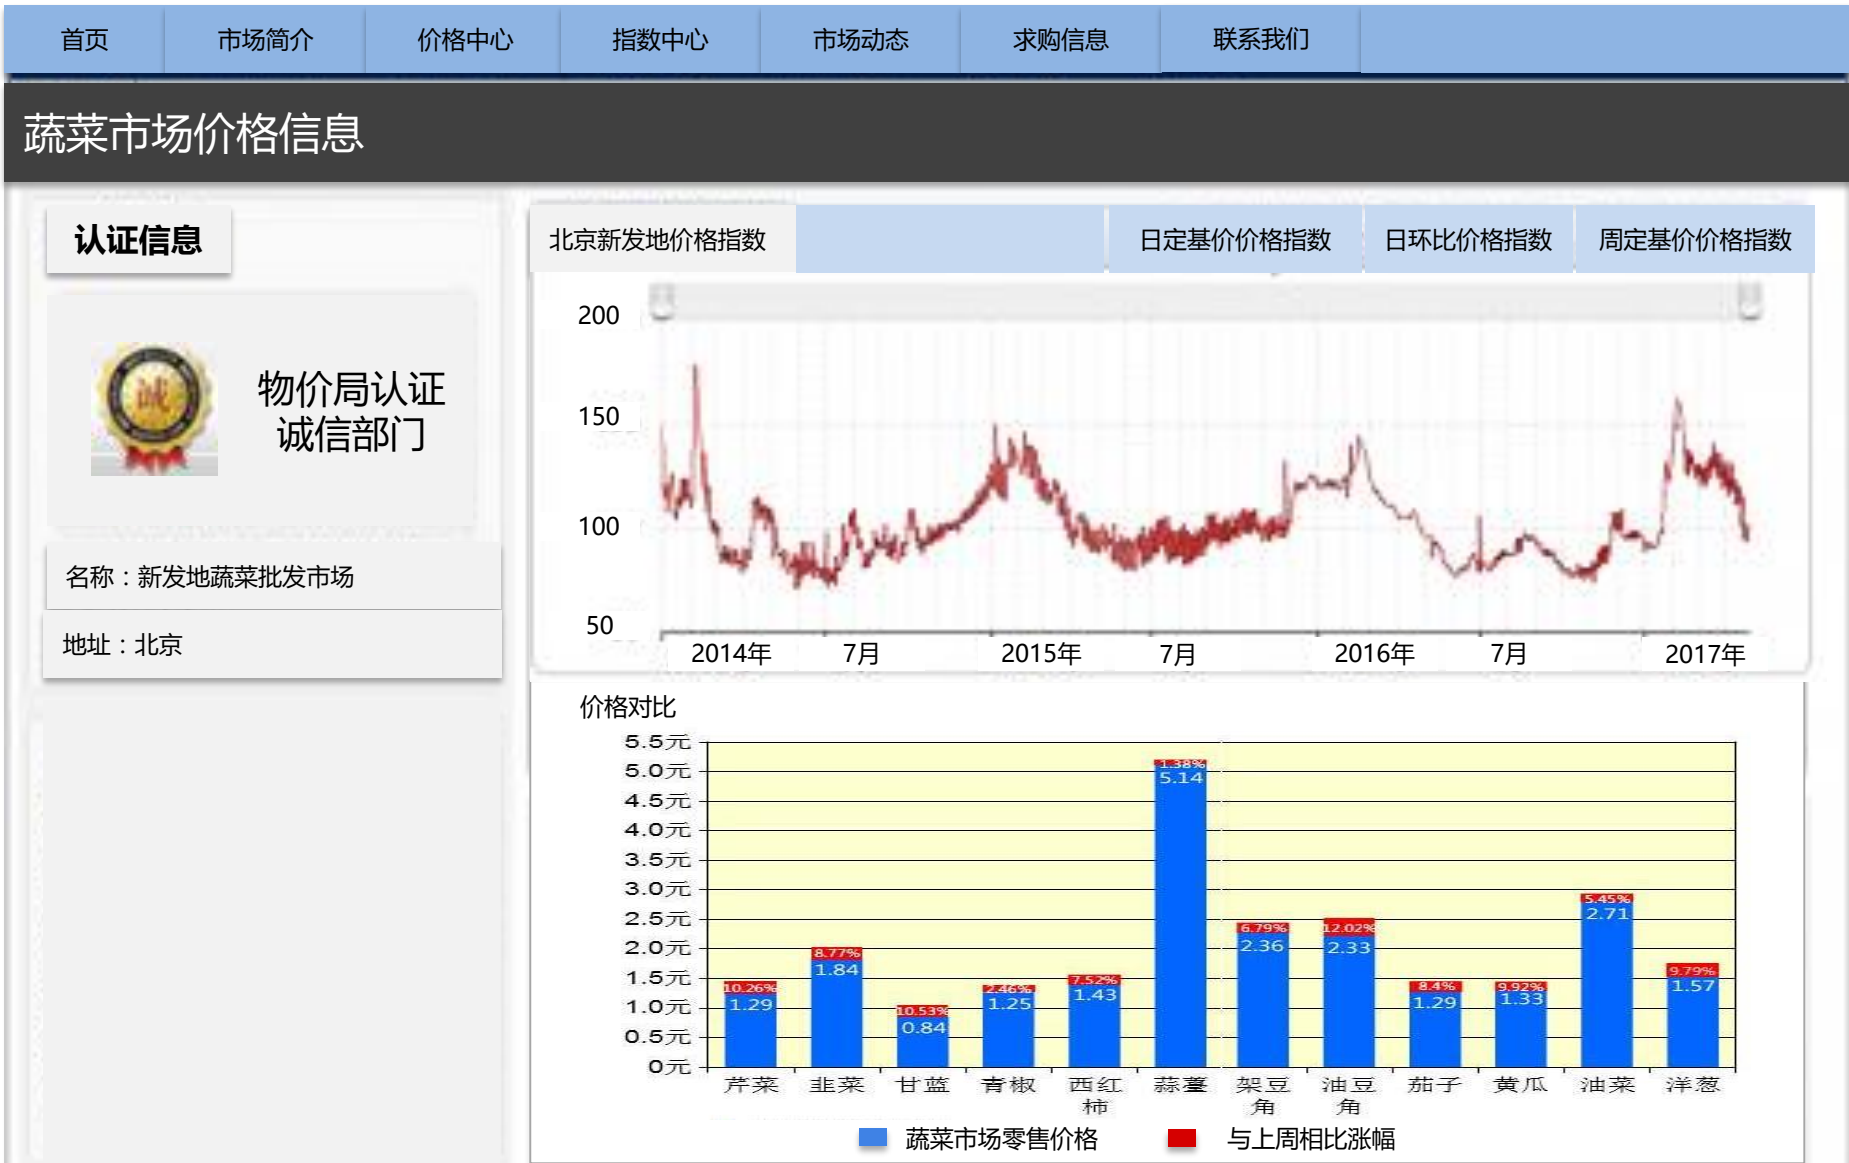 首页 市场简介 价格中心 指数中心 市场动态 求购信息 联系我们
蔬菜市场价格信息
认证信息
诚
物价局认证
诚信部门
名称：新发地蔬菜批发市场
地址：北京
北京新发地价格指数 日定基价价格指数 日环比价格指数 周定基价价格指数
200
150
100
50
2014年 7月 2015年 7月 2016年 7月 2017年
价格对比
5.5元
5.0元
4.5元
4.0元
3.5元
3.0元
2.5元
2.0元
1.5元
1.0元
0.5元
0元
10.26% 8.77% 10.53% 2.46% 7.52% 1.38% 6.79% 12.02% 8.4% 9.92% 5.45% 9.79%
1.29 1.84 0.84 1.25 1.43 5.14 2.36 2.33 1.29 1.33 2.71 1.57
芹菜 韭菜 甘蓝 青椒 西红柿 蒜薹 架豆角 油豆角 茄子 黄瓜 油菜 洋葱
蔬菜市场零售价格 与上周相比涨幅